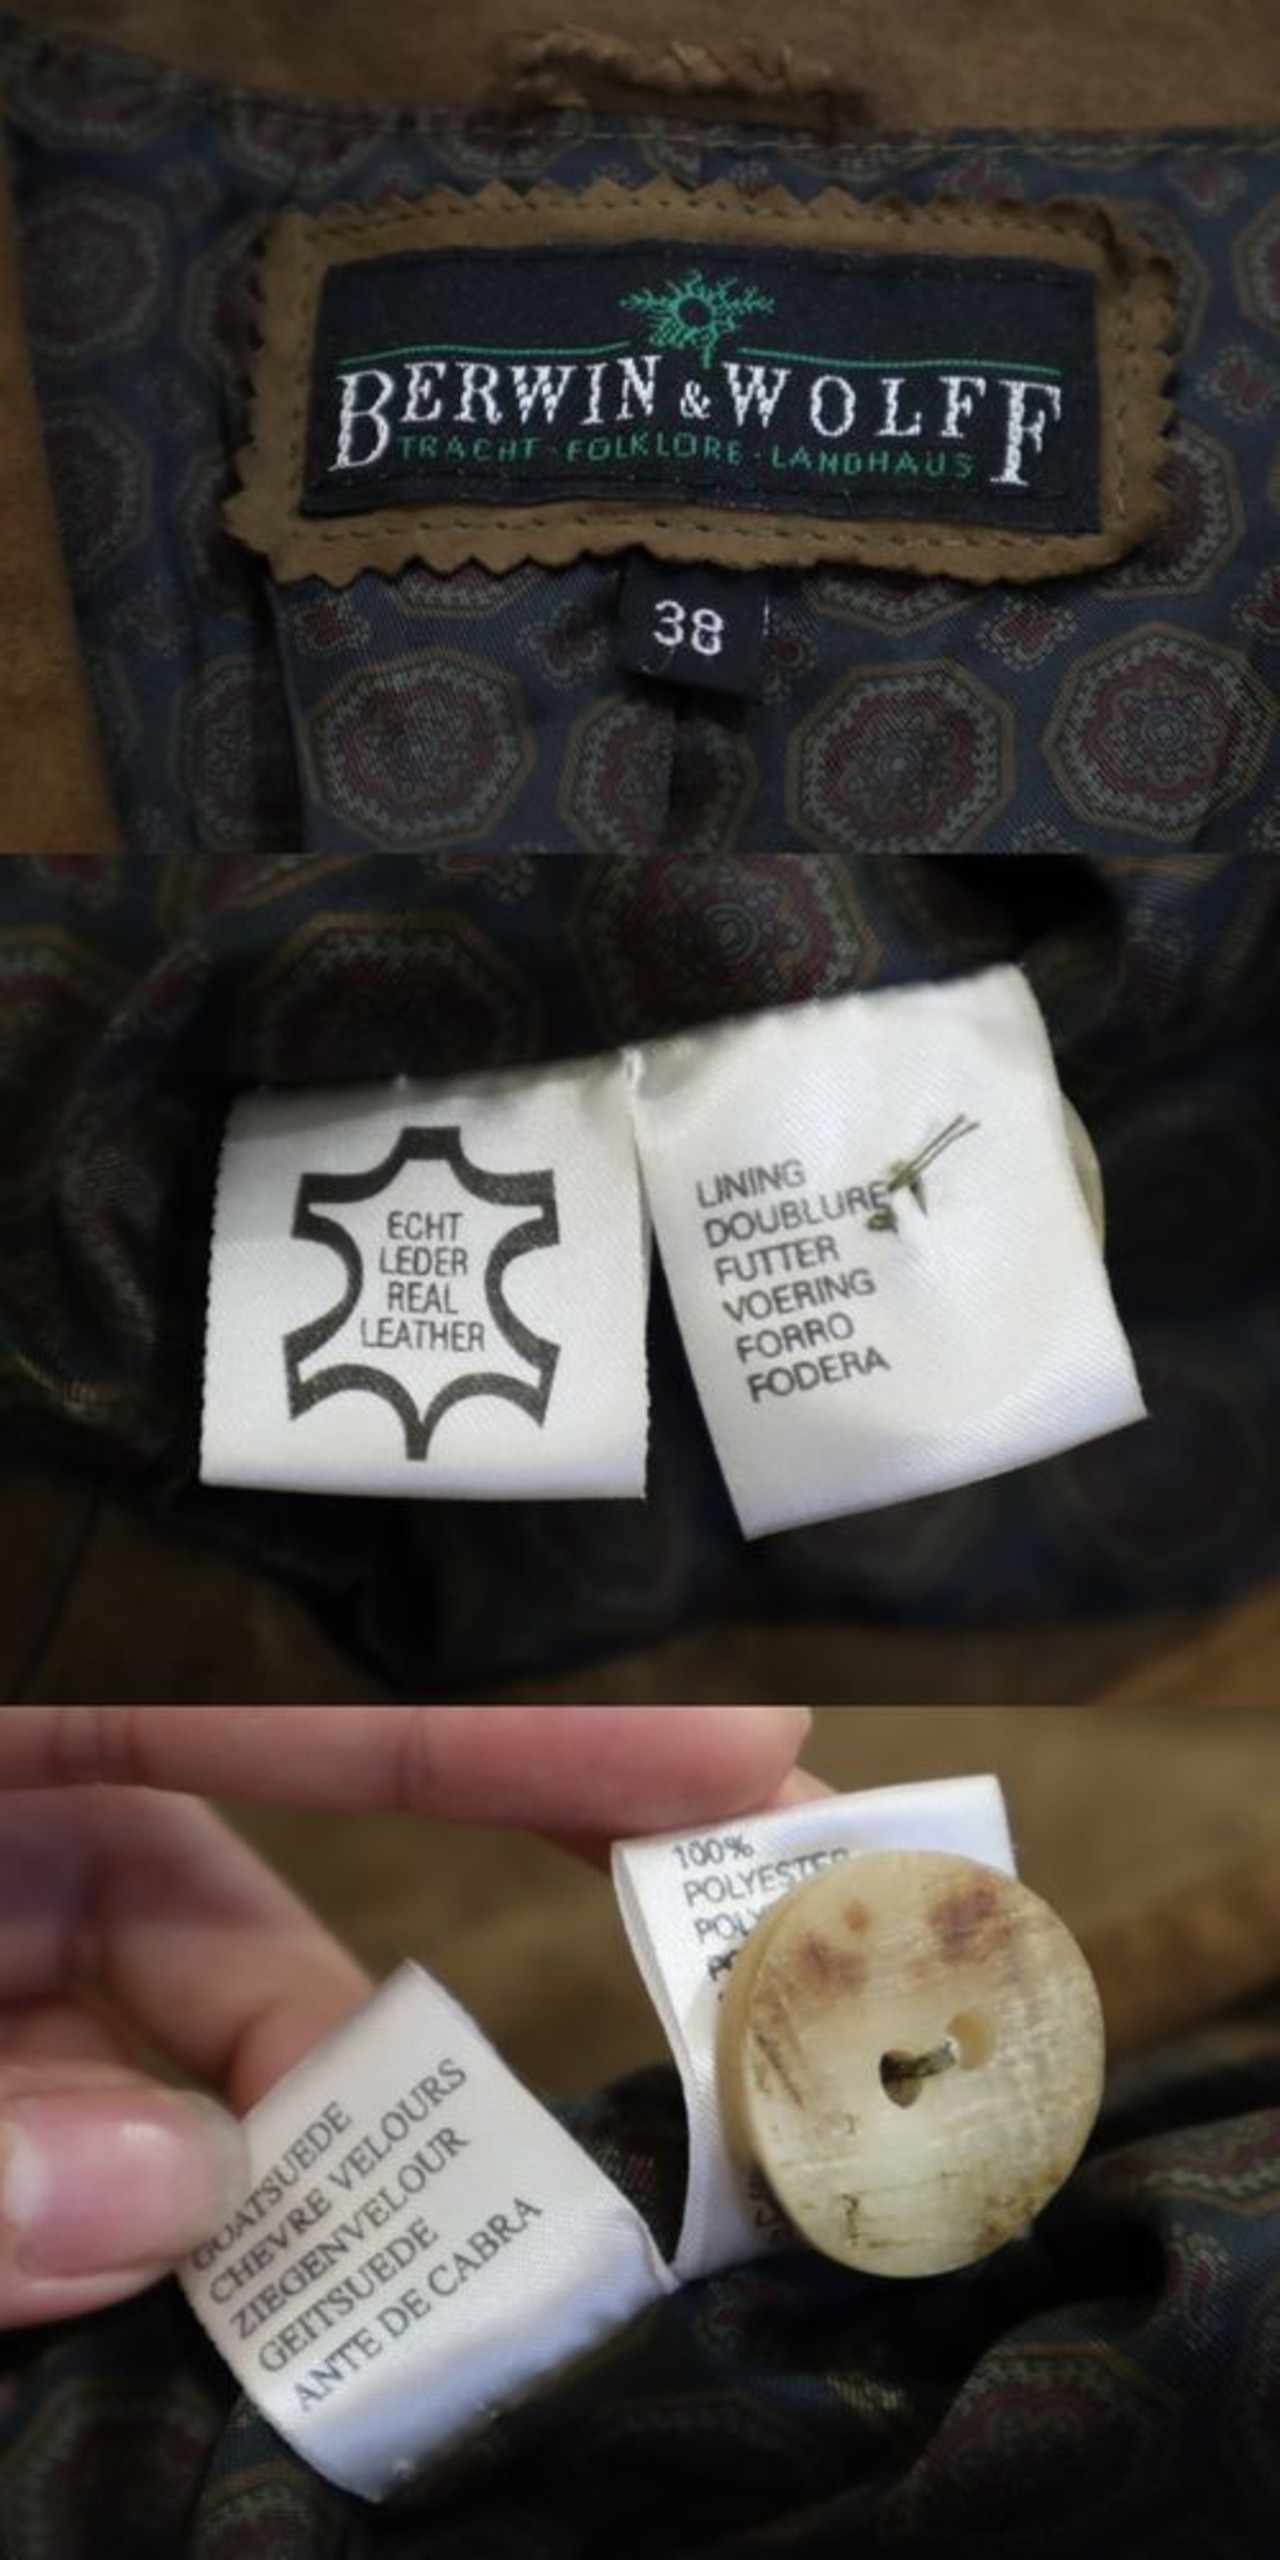 BERWIN & WOLFF
TRACHT · FOLKLORE · LANDHAUS
38
ECHT
LEDER
REAL
LEATHER
LINING
DOUBLURE
FUTTER
VOERING
FORRO
FODERA
100%
POLYESTER
GOATSUEDE
CHEVRE VELOURS
ZIEGENVELOUR
GEITSUEDE
ANTE DE CABRA